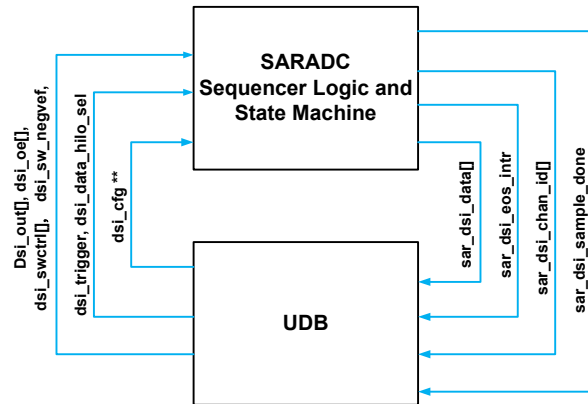 SARADC
Sequencer Logic and
State Machine
Dsi_out[], dsi_oe[],
dsi_swctrl[], dsi_sw_negvef,
dsi_trigger, dsi_data_hilo_sel
dsi_cfg **
sar_dsi_data[]
sar_dsi_eos_intr
sar_dsi_chan_id[]
sar_dsi_sample_done
UDB